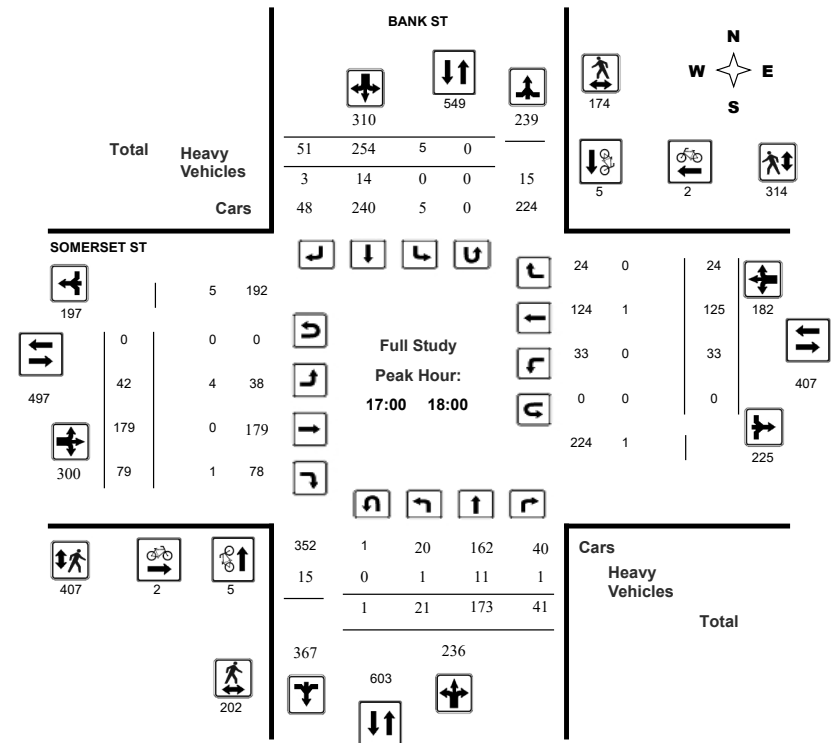 BANK ST
N
W E
S
549
174
310 239
Total Heavy Vehicles
51 254 5 0
3 14 0 0 15
Cars 48 240 5 0 224
5 2 314
SOMERSET ST
197 5 192
24 0 24
182
124 1 125
0 0 0
Full Study
33 0 33
407
497
42 4 38
Peak Hour:
17:00 18:00
0 0 0
179 0 179
224 1
225
300
79 1 78
352 1 20 162 40 Cars
15 0 1 11 1 Heavy Vehicles
407 2 5
1 21 173 41 Total
367 236
603
202